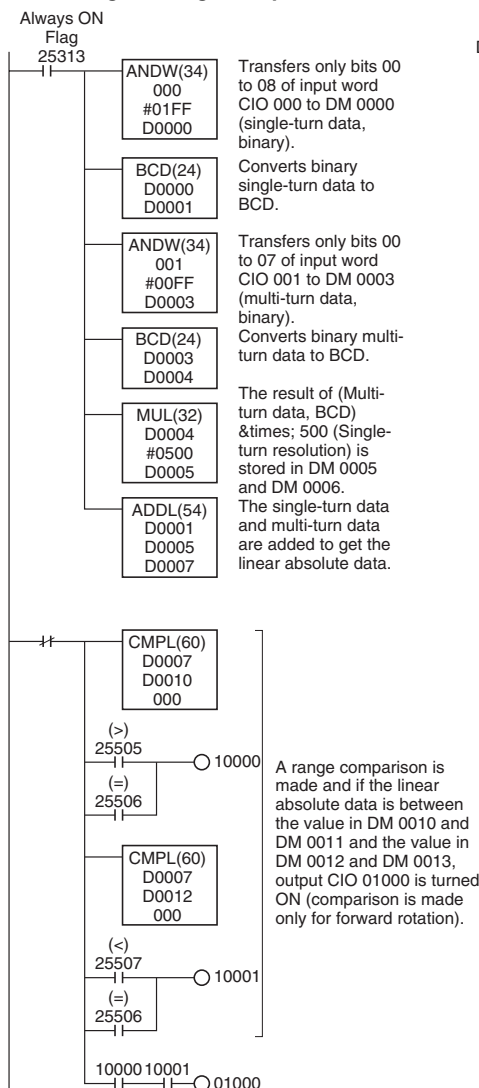 Always ON
Flag
25313
ANDW(34)
000
#01FF
D0000
Transfers only bits 00
to 08 of input word
CIO 000 to DM 0000
(single-turn data,
binary).
BCD(24)
D0000
D0001
Converts binary
single-turn data to
BCD.
ANDW(34)
001
#00FF
D0003
Transfers only bits 00
to 07 of input word
CIO 001 to DM 0003
(multi-turn data,
binary).
BCD(24)
D0003
D0004
Converts binary multi-
turn data to BCD.
MUL(32)
D0004
#0500
D0005
The result of (Multi-
turn data, BCD)
&times; 500 (Single-
turn resolution) is
stored in DM 0005
and DM 0006.
ADDL(54)
D0001
D0005
D0007
The single-turn data
and multi-turn data
are added to get the
linear absolute data.
CMPL(60)
D0007
D0010
000
(>)
25505
10000
(=)
25506
CMPL(60)
D0007
D0012
000
(<)
25507
10001
(=)
25506
A range comparison is
made and if the linear
absolute data is between
the value in DM 0010 and
DM 0011 and the value in
DM 0012 and DM 0013,
output CIO 01000 is turned
ON (comparison is made
only for forward rotation).
10000 10001
01000